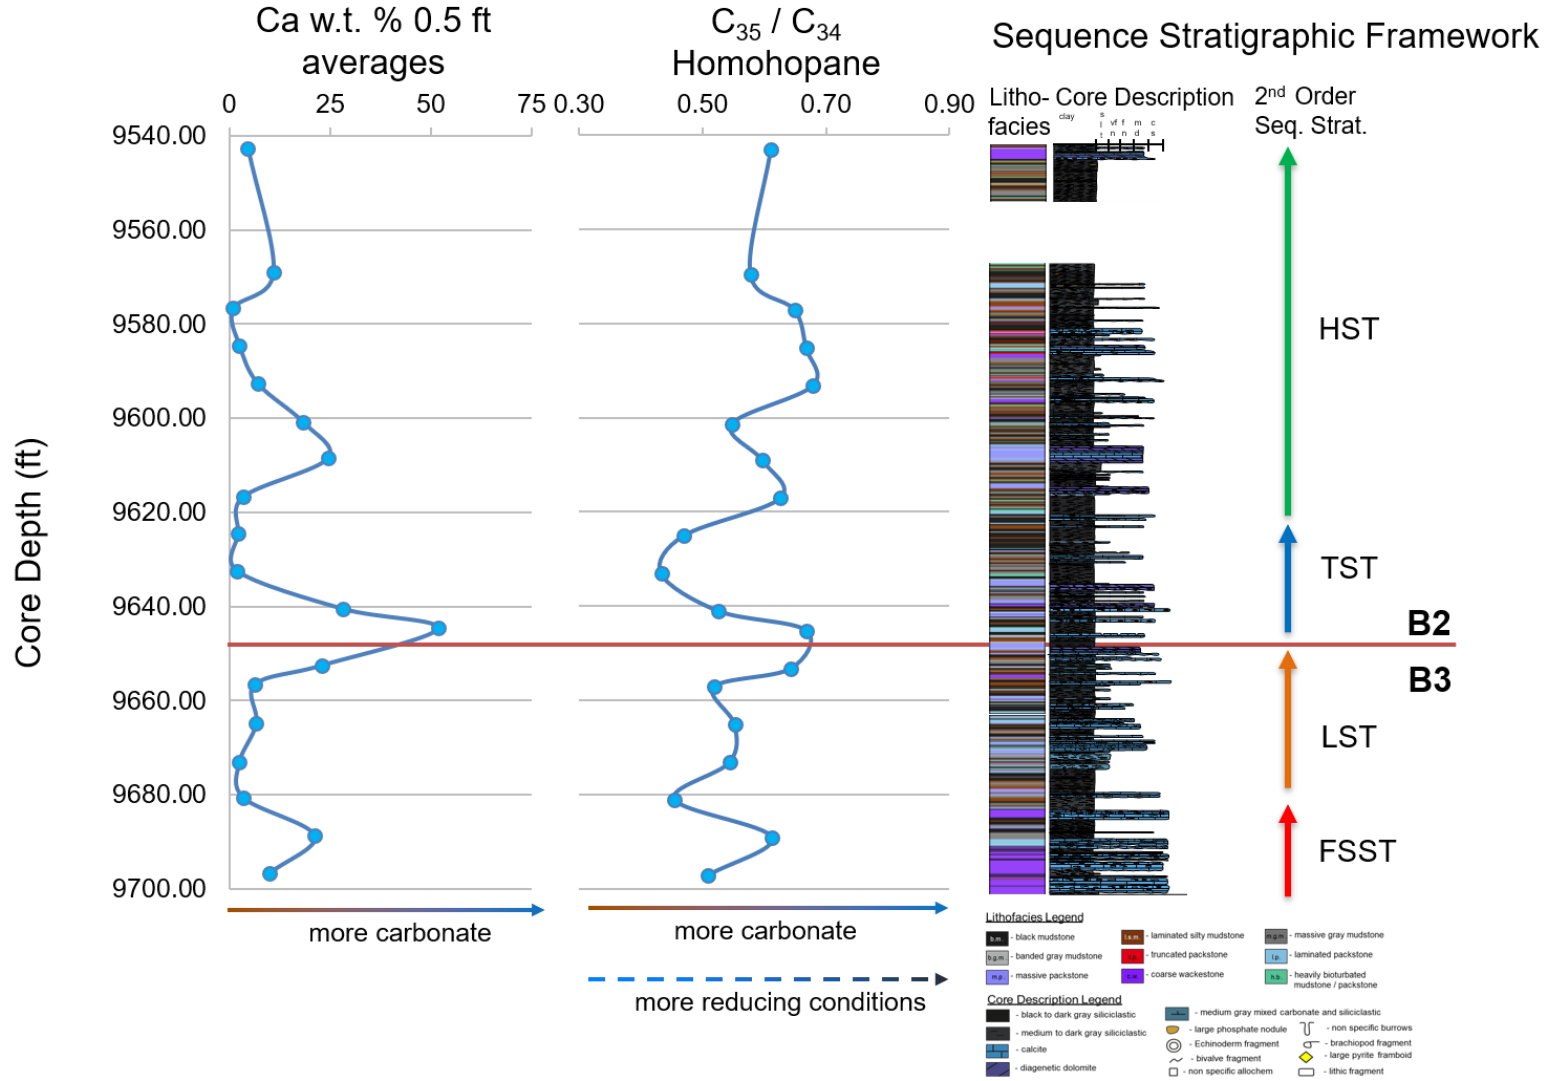 Ca w.t. % 0.5 ft
averages
C35 / C34
Homohopane
Sequence Stratigraphic Framework
0 25 50 75
0.30 0.50 0.70 0.90
Litho-
facies
Core Description
clay
slt
vfn
fn
md
cs
2nd Order
Seq. Strat.
Core Depth (ft)
9540.00
9560.00
9580.00
9600.00
9620.00
9640.00
9660.00
9680.00
9700.00
HST
TST
B2
B3
LST
FSST
more carbonate
more carbonate
more reducing conditions
Lithofacies Legend
b.m. - black mudstone
l.s.m. - laminated silty mudstone
m.g.m. - massive gray mudstone
b.g.m. - banded gray mudstone
t.p. - truncated packstone
l.p. - laminated packstone
m.p. - massive packstone
c.w. - coarse wackestone
h.b. - heavily bioturbated
mudstone / packstone
Core Description Legend
- black to dark gray siliciclastic
- medium to dark gray siliciclastic
- calcite
- diagenetic dolomite
- medium gray mixed carbonate and siliciclastic
- large phosphate nodule
- non specific burrows
- Echinoderm fragment
- brachiopod fragment
- bivalve fragment
- large pyrite framboid
- non specific allochem
- lithic fragment